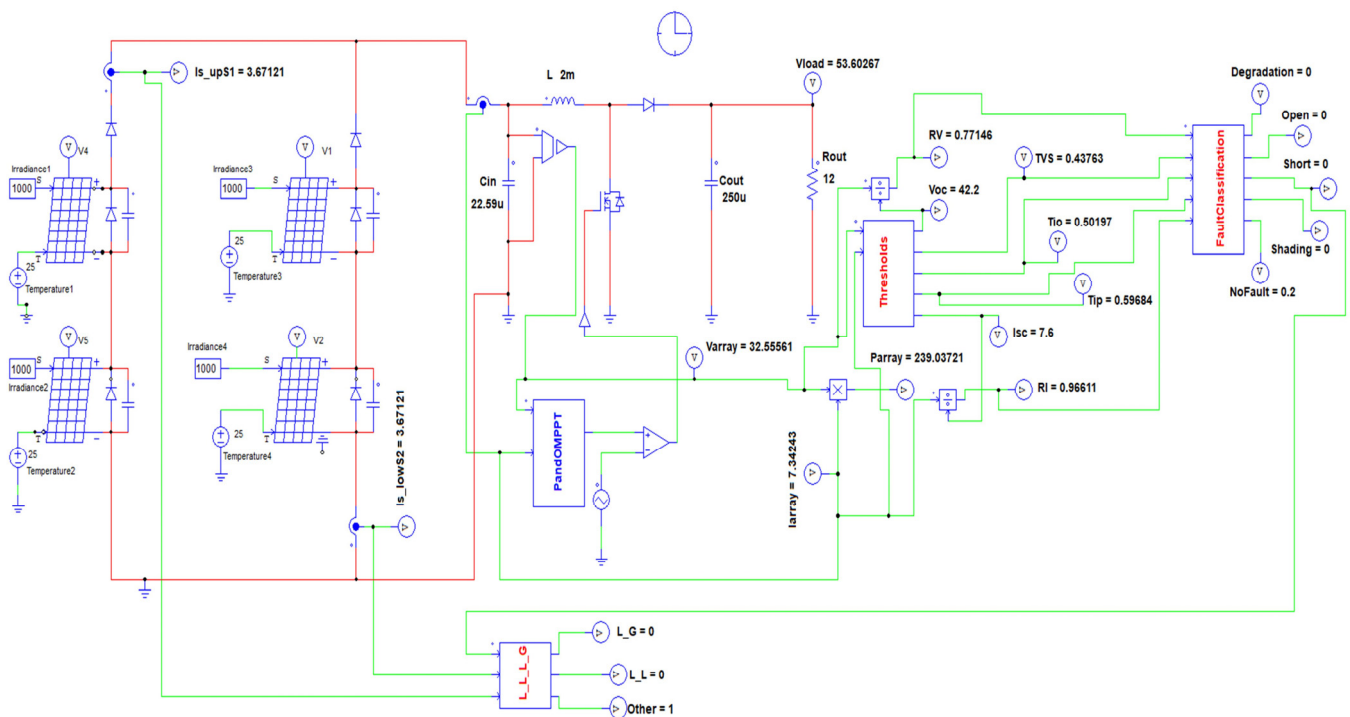 Is_upS1 = 3.67121
V4
Irradiance1
1000
S
T
25
Temperature1
V1
Irradiance3
1000
S
T
25
Temperature3
V5
1000
S
Irradiance2
T
25
Temperature2
V2
Irradiance4
1000
S
T
25
Temperature4
Is_lowS2 = 3.67121
L 2m
Cin
22.59u
Vload = 53.60267
Cout
250u
Rout
12
PandOMPPT
Varray = 32.55561
Iarray = 7.34243
Parray = 239.03721
RV = 0.77146
Voc = 42.2
Thresholds
TVS = 0.43763
Tio = 0.50197
Tip = 0.59684
Isc = 7.6
RI = 0.96611
FaultClassification
Degradation = 0
Open = 0
Short = 0
Shading = 0
NoFault = 0.2
L_L_L_G
L_G = 0
L_L = 0
Other = 1